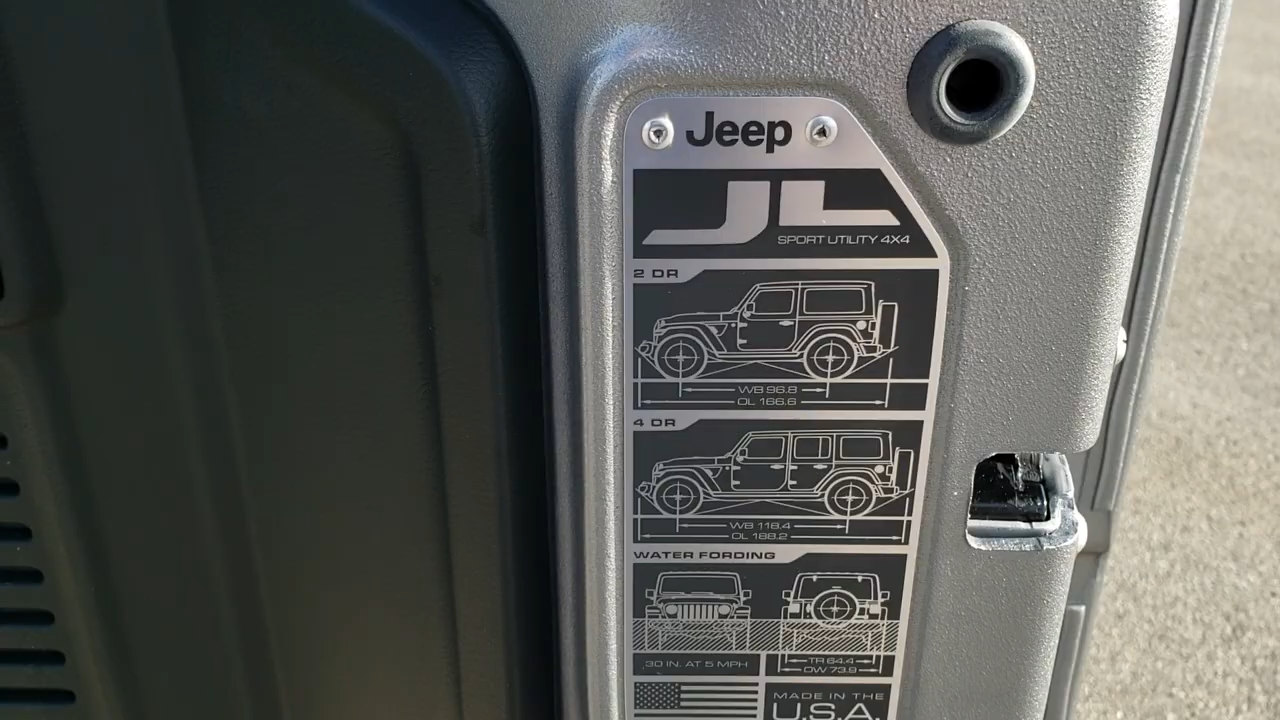 Jeep
JL
SPORT UTILITY 4X4
2 DR
WB 96.8
OL 166.6
4 DR
WB 118.4
OL 188.2
WATER FORDING
30 IN. AT 5 MPH
TR 64.4
OW 73.9
MADE IN THE
U.S.A.